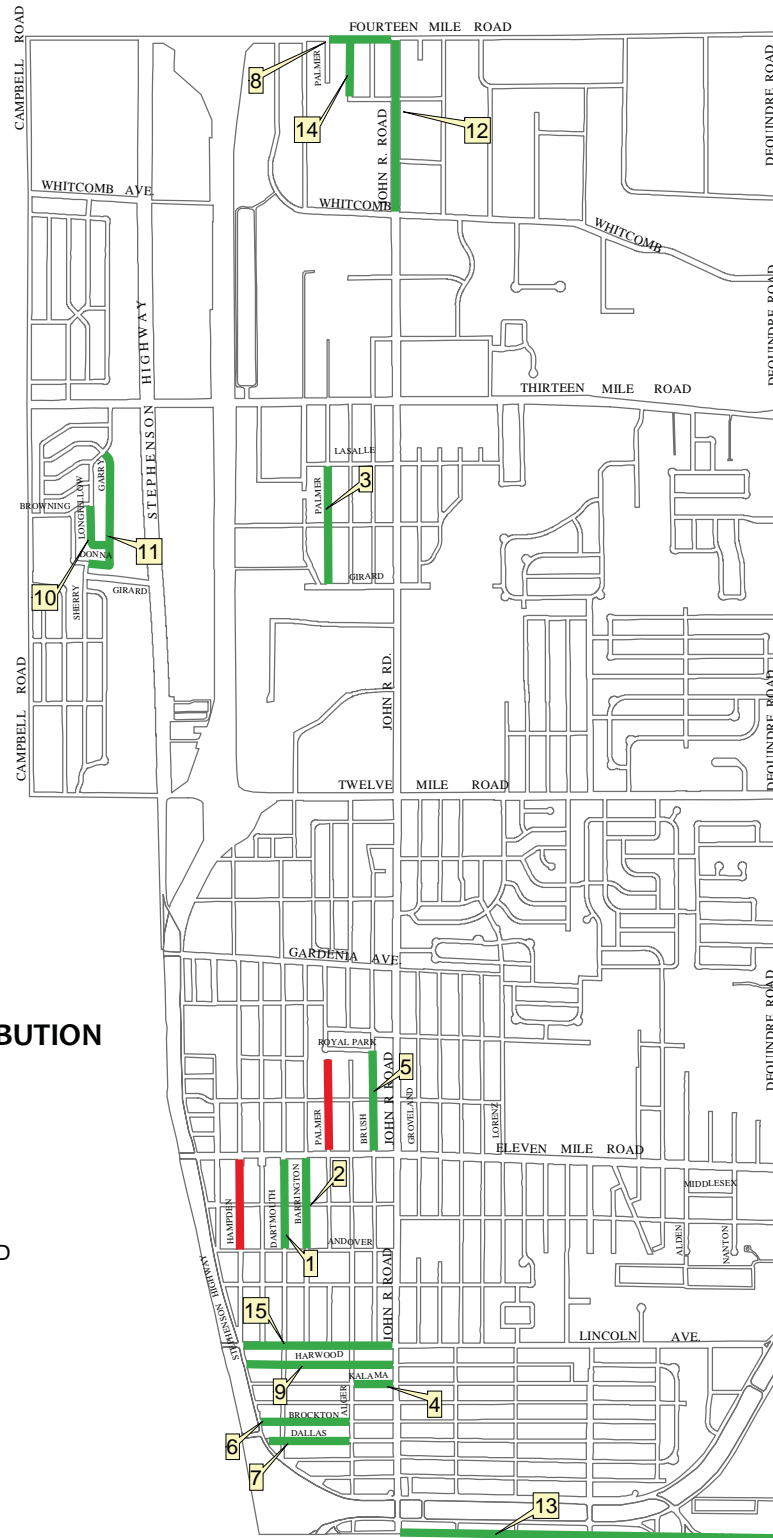 FOURTEEN MILE ROAD
CAMPBELL ROAD
PALMER
DEQUINDRE ROAD
8
14
12
JOHN R. ROAD
WHITCOMB AVE.
WHITCOMB
WHITCOMB
DEQUINDRE ROAD
STEPHENSON HIGHWAY
THIRTEEN MILE ROAD
LASALLE
GARRY
PALMER
3
LONGFELLOW
BROWNING
11
DONNA
10
GIRARD
GIRARD
SHERRY
CAMPBELL ROAD
JOHN R RD.
DEQUINDRE ROAD
TWELVE MILE ROAD
GARDENIA AVE.
BUTION
DEQUINDRE ROAD
ROYAL PARK
5
PALMER
BRUSH
JOHN R ROAD
GROVELAND
LORENZ
ELEVEN MILE ROAD
2
MIDDLESEX
HAMPDEN
DARTMOUTH
BARRINGTON
ANDOVER
ALDEN
NANTON
D
1
STEPHENSON HIGHWAY
JOHN R ROAD
15
LINCOLN AVE.
HARWOOD
9
KALAMA
4
ALGER
BROCKTON
6
DALLAS
7
13